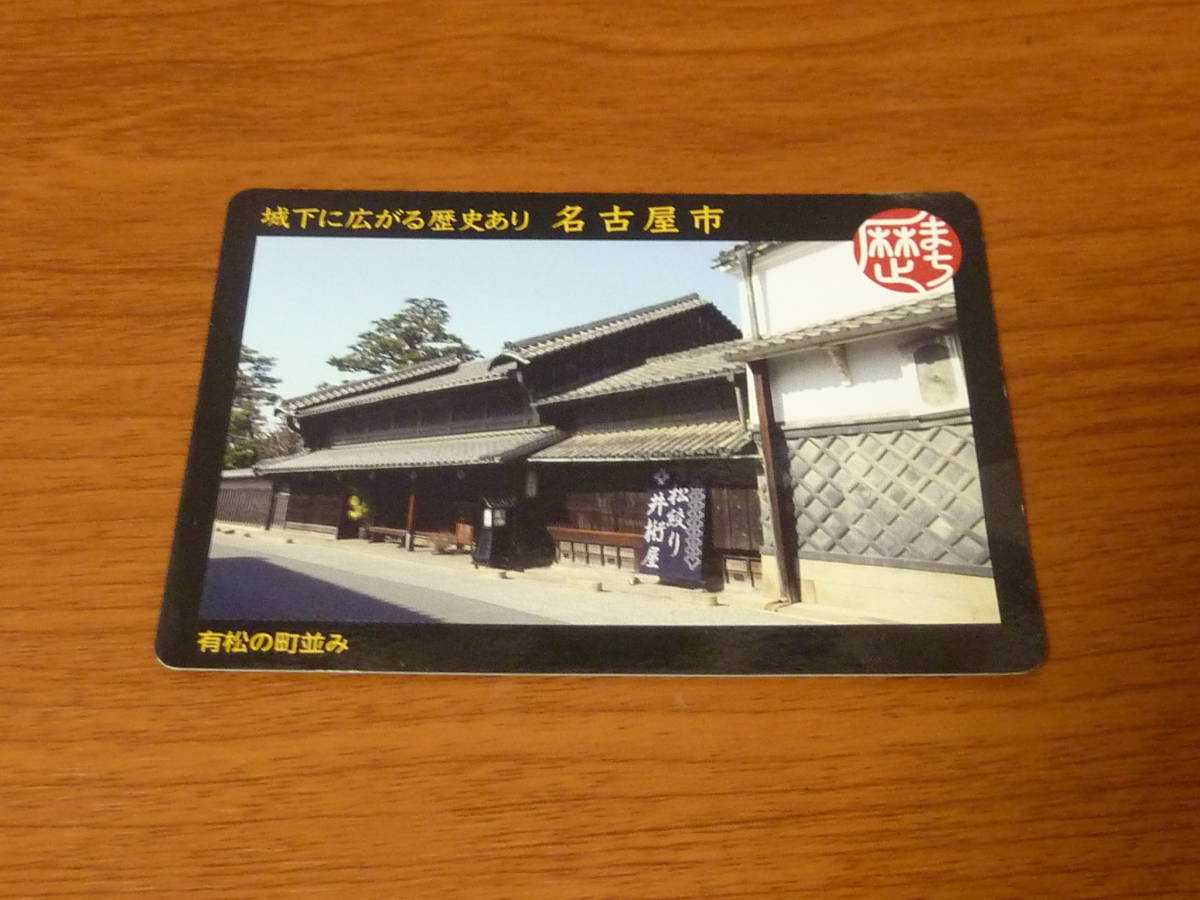 城下に広がる歴史あり 名古屋市
歴まち
松絞り
井桁屋
有松の町並み